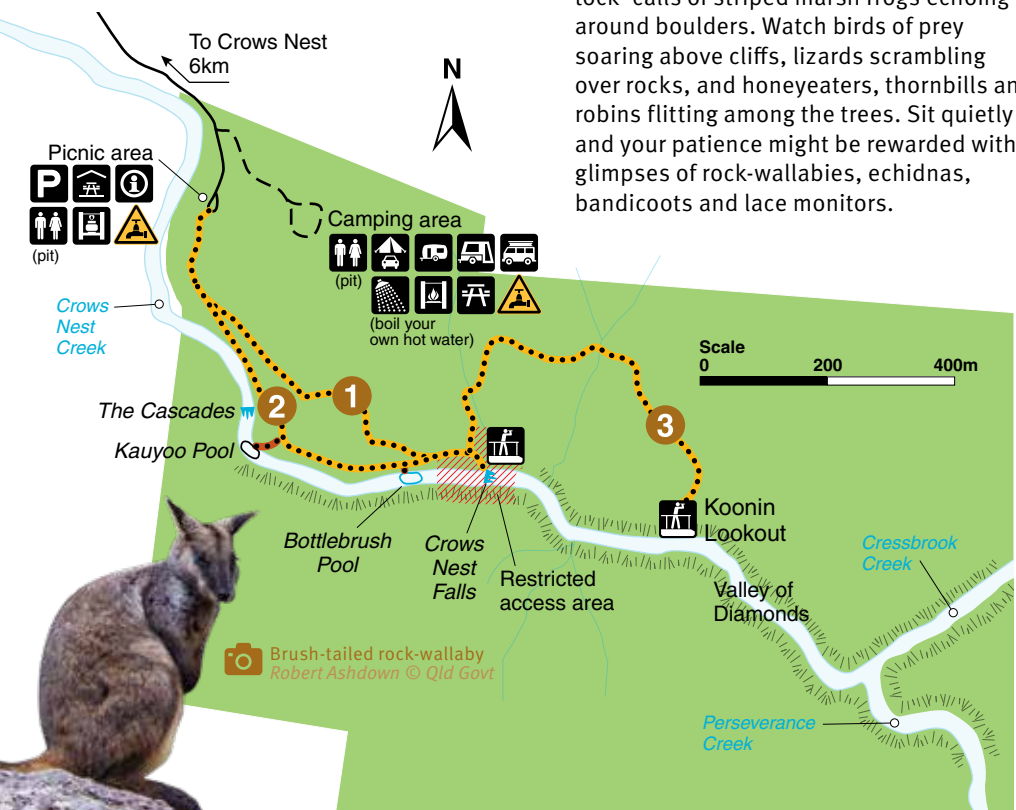 around boulders. Watch birds of prey
soaring above cliffs, lizards scrambling
over rocks, and honeyeaters, thornbills
robins flitting among the trees. Sit quietly
and your patience might be rewarded with
glimpses of rock-wallabies, echidnas,
bandicoots and lace monitors.
To Crows Nest
6km
N
Picnic area
P
i
(pit)
Camping area
(pit)
(boil your
own hot water)
Crows
Nest
Creek
Scale
0 200 400m
The Cascades
2
1
3
Kauyoo Pool
Bottlebrush
Pool
Crows
Nest
Falls
Restricted
access area
Koonin
Lookout
Cressbrook
Creek
Valley of
Diamonds
Perseverance
Creek
Brush-tailed rock-wallaby
Robert Ashdown © Qld Govt